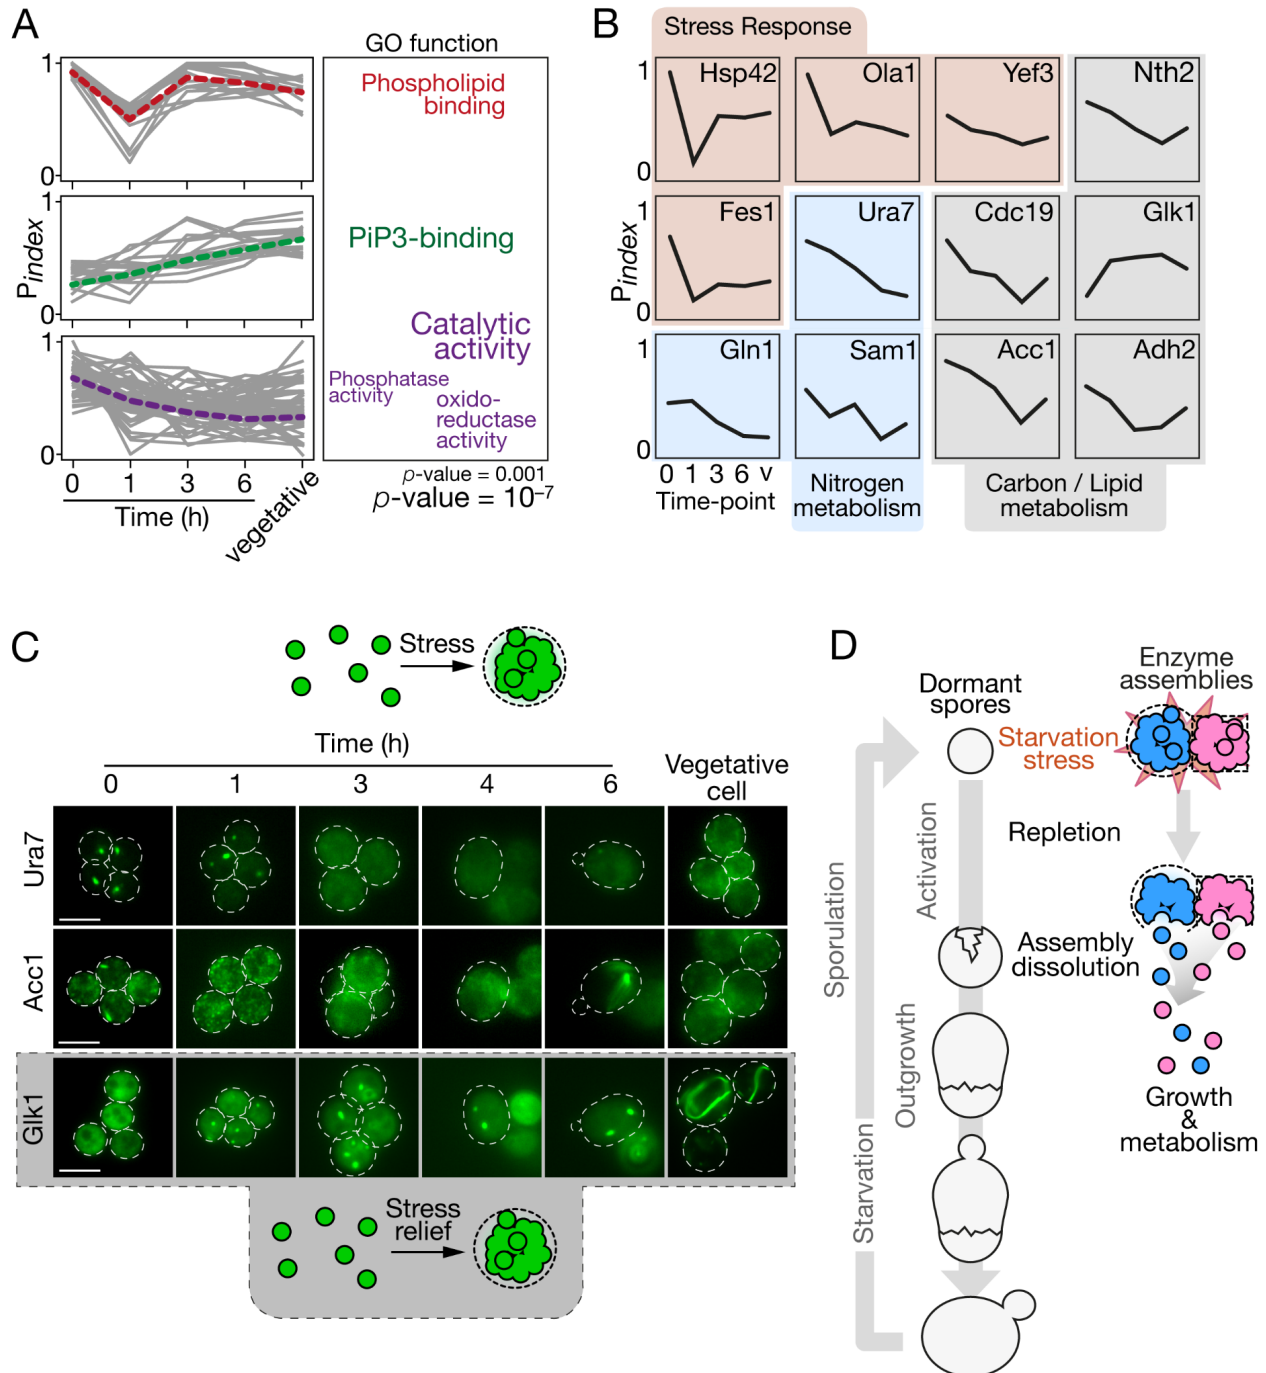 A
GO function
1
0
1
0
1
0
Pindex
Phospholipid
binding
PiP3-binding
Catalytic
activity
Phosphatase
activity
oxido-
reductase
activity
p-value = 0.001
p-value = 10⁻⁷
0 1 3 6 vegetative
Time (h)
B
Stress Response
1
0
1
0
1
0
Pindex
Hsp42 Ola1 Yef3 Nth2
Fes1 Ura7 Cdc19 Glk1
Gln1 Sam1 Acc1 Adh2
0 1 3 6 v
Time-point
Nitrogen
metabolism
Carbon / Lipid
metabolism
C
Stress
Time (h)
0 1 3 4 6
Vegetative
cell
Ura7
Acc1
Glk1
Stress
relief
D
Dormant
spores
Enzyme
assemblies
Starvation
stress
Repletion
Activation
Assembly
dissolution
Sporulation
Outgrowth
Starvation
Growth
&
metabolism